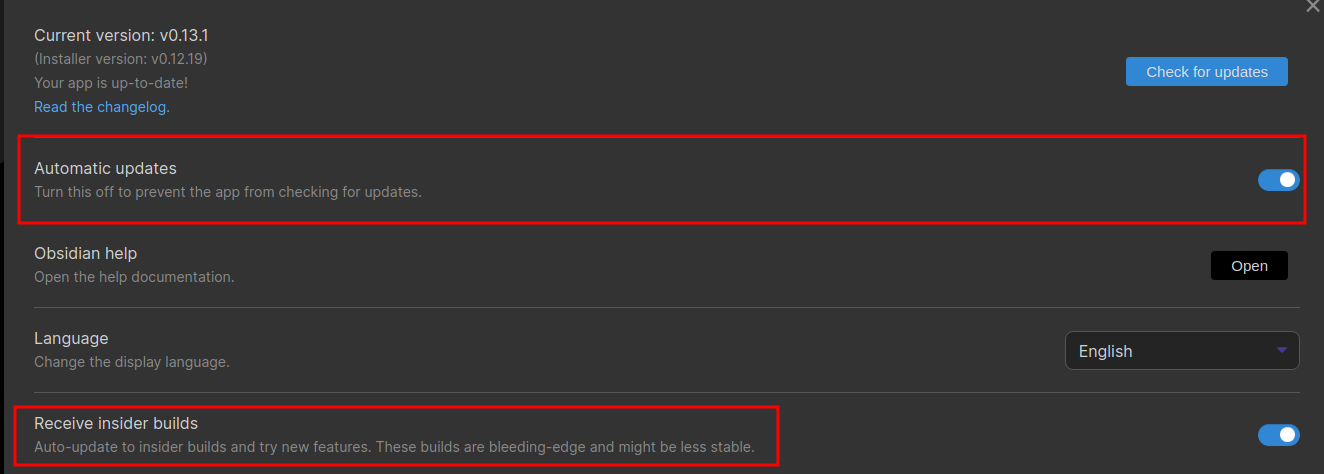 Current version: v0.13.1
(Installer version: v0.12.19)
Your app is up-to-date!
Check for updates
Read the changelog.
Automatic updates
Turn this off to prevent the app from checking for updates.
Obsidian help
Open the help documentation.
Open
Language
Change the display language.
English
Receive insider builds
Auto-update to insider builds and try new features. These builds are bleeding-edge and might be less stable.